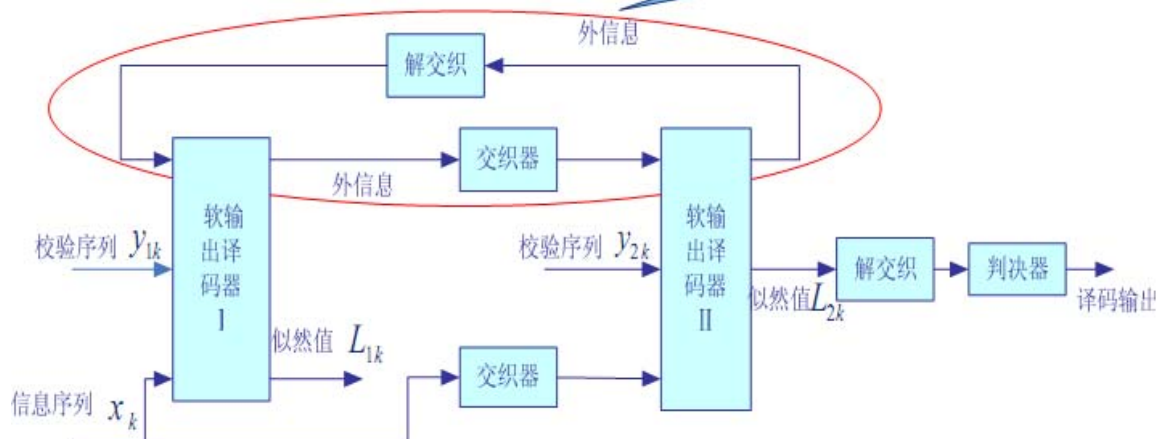 外信息
解交织
交织器
外信息
软输
出译
码器
I
校验序列 y1k
似然值 L1k
信息序列 xk
校验序列 y2k
交织器
软输
出译
码器
II
似然值 L2k
解交织
判决器
译码输出